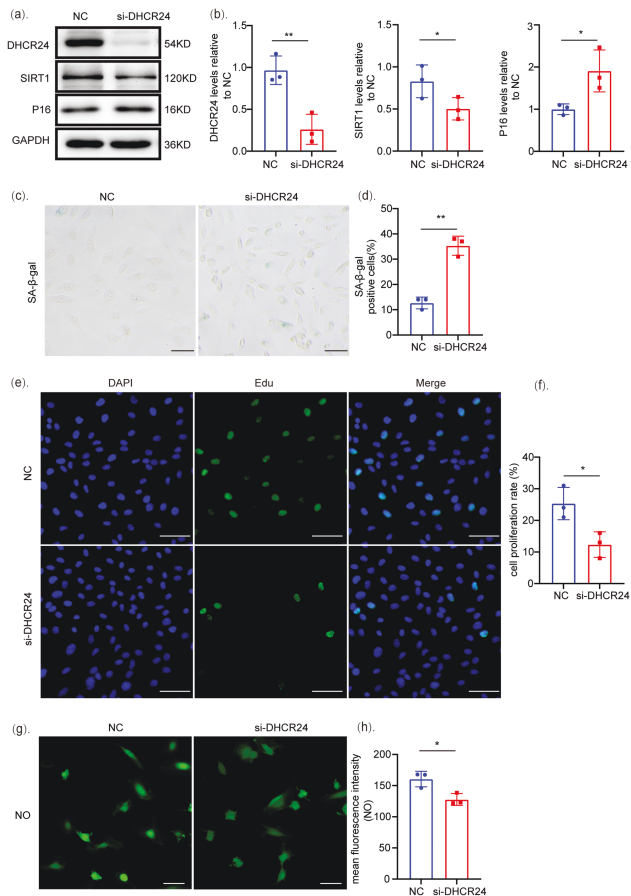 (a).
NC
si-DHCR24
DHCR24
54KD
SIRT1
120KD
P16
16KD
GAPDH
36KD
(b).
DHCR24 levels relative
to NC
1.5
1.0
0.5
0.0
**
NC
si-DHCR24
SIRT1 levels relative
to NC
1.5
1.0
0.5
0.0
*
NC
si-DHCR24
P16 levels relative
to NC
3
2
1
0
*
NC
si-DHCR24
(c).
NC
si-DHCR24
SA-β-gal
(d).
SA-β-gal
positive cells(%)
50
40
30
20
10
0
**
NC
si-DHCR24
(e).
DAPI
Edu
Merge
NC
si-DHCR24
(f).
cell proliferation rate (%)
40
30
20
10
0
*
NC
si-DHCR24
(g).
NC
si-DHCR24
NO
(h).
mean fluorescence intensity
(NO)
200
150
100
50
0
*
NC
si-DHCR24